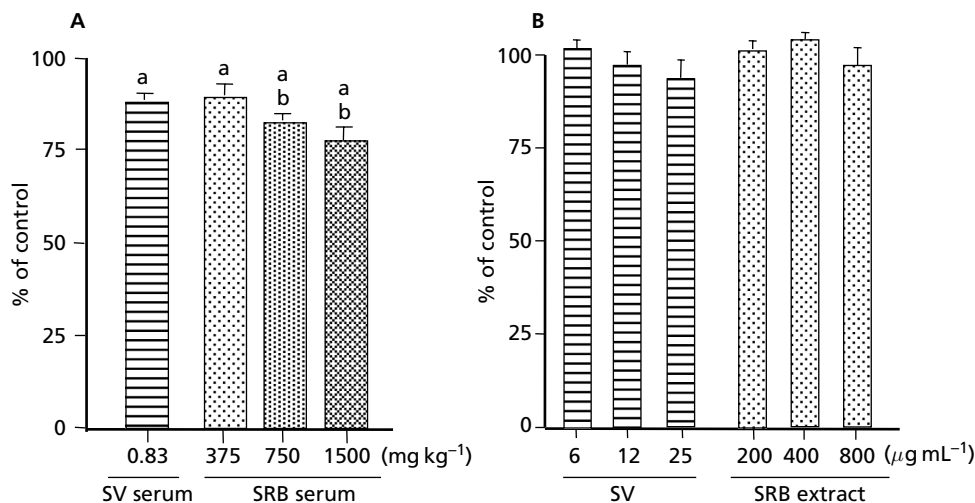 A
% of control
100
75
50
25
0
a
a
a
b
a
b
0.83 375 750 1500 (mg kg⁻¹)
SV serum SRB serum
B
% of control
100
75
50
25
0
6 12 25 200 400 800 (µg mL⁻¹)
SV SRB extract